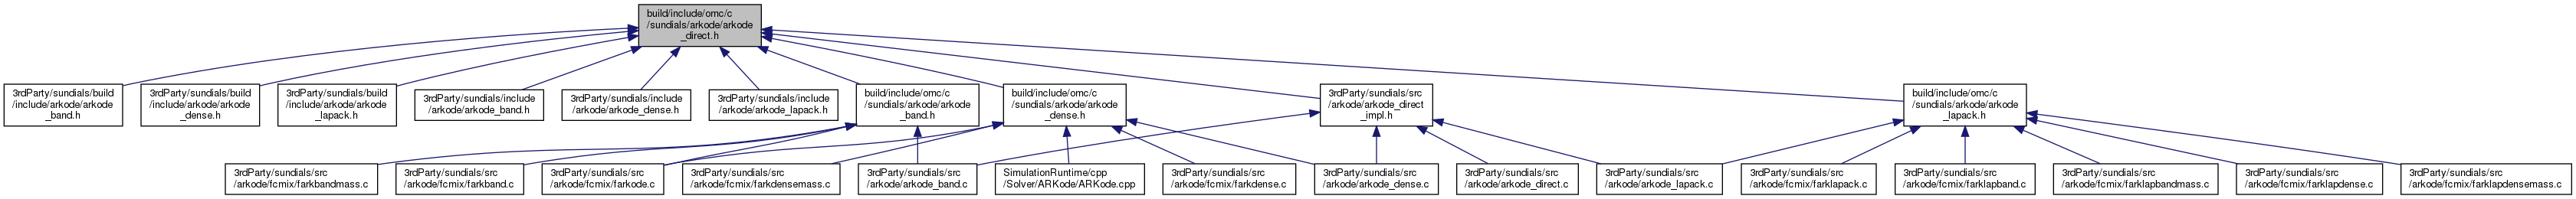 build/include/omc/c
/sundials/arkode/arkode
_direct.h
3rdParty/sundials/build
/include/arkode/arkode
_band.h
3rdParty/sundials/build
/include/arkode/arkode
_dense.h
3rdParty/sundials/build
/include/arkode/arkode
_lapack.h
3rdParty/sundials/include
/arkode/arkode_band.h
3rdParty/sundials/include
/arkode/arkode_dense.h
3rdParty/sundials/include
/arkode/arkode_lapack.h
build/include/omc/c
/sundials/arkode/arkode
_band.h
build/include/omc/c
/sundials/arkode/arkode
_dense.h
3rdParty/sundials/src
/arkode/arkode_direct
_impl.h
build/include/omc/c
/sundials/arkode/arkode
_lapack.h
3rdParty/sundials/src
/arkode/fcmix/farkbandmass.c
3rdParty/sundials/src
/arkode/fcmix/farkband.c
3rdParty/sundials/src
/arkode/fcmix/farkode.c
3rdParty/sundials/src
/arkode/fcmix/farkdensemass.c
3rdParty/sundials/src
/arkode/arkode_band.c
SimulationRuntime/cpp
/Solver/ARKode/ARKode.cpp
3rdParty/sundials/src
/arkode/fcmix/farkdense.c
3rdParty/sundials/src
/arkode/arkode_dense.c
3rdParty/sundials/src
/arkode/arkode_direct.c
3rdParty/sundials/src
/arkode/arkode_lapack.c
3rdParty/sundials/src
/arkode/fcmix/farklapack.c
3rdParty/sundials/src
/arkode/fcmix/farklapband.c
3rdParty/sundials/src
/arkode/fcmix/farklapbandmass.c
3rdParty/sundials/src
/arkode/fcmix/farklapdense.c
3rdParty/sundials/src
/arkode/fcmix/farklapdensemass.c